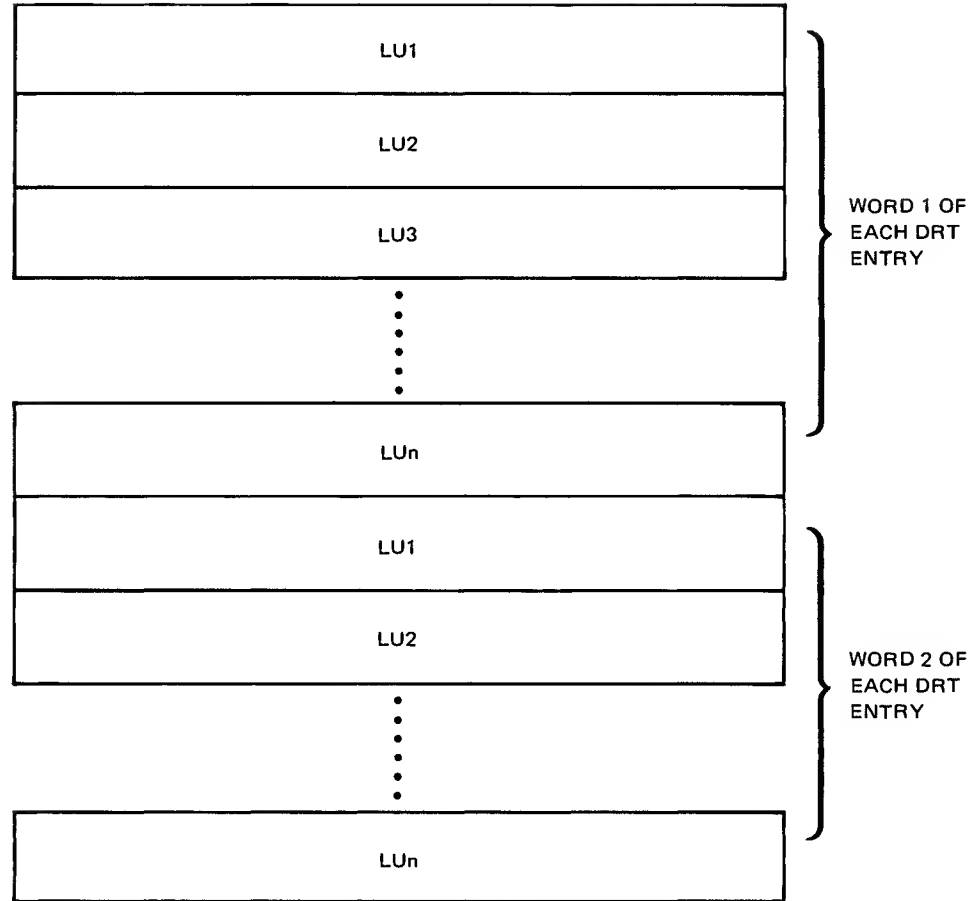 LU1
LU2
LU3
WORD 1 OF
EACH DRT
ENTRY
LUn
LU1
LU2
WORD 2 OF
EACH DRT
ENTRY
LUn